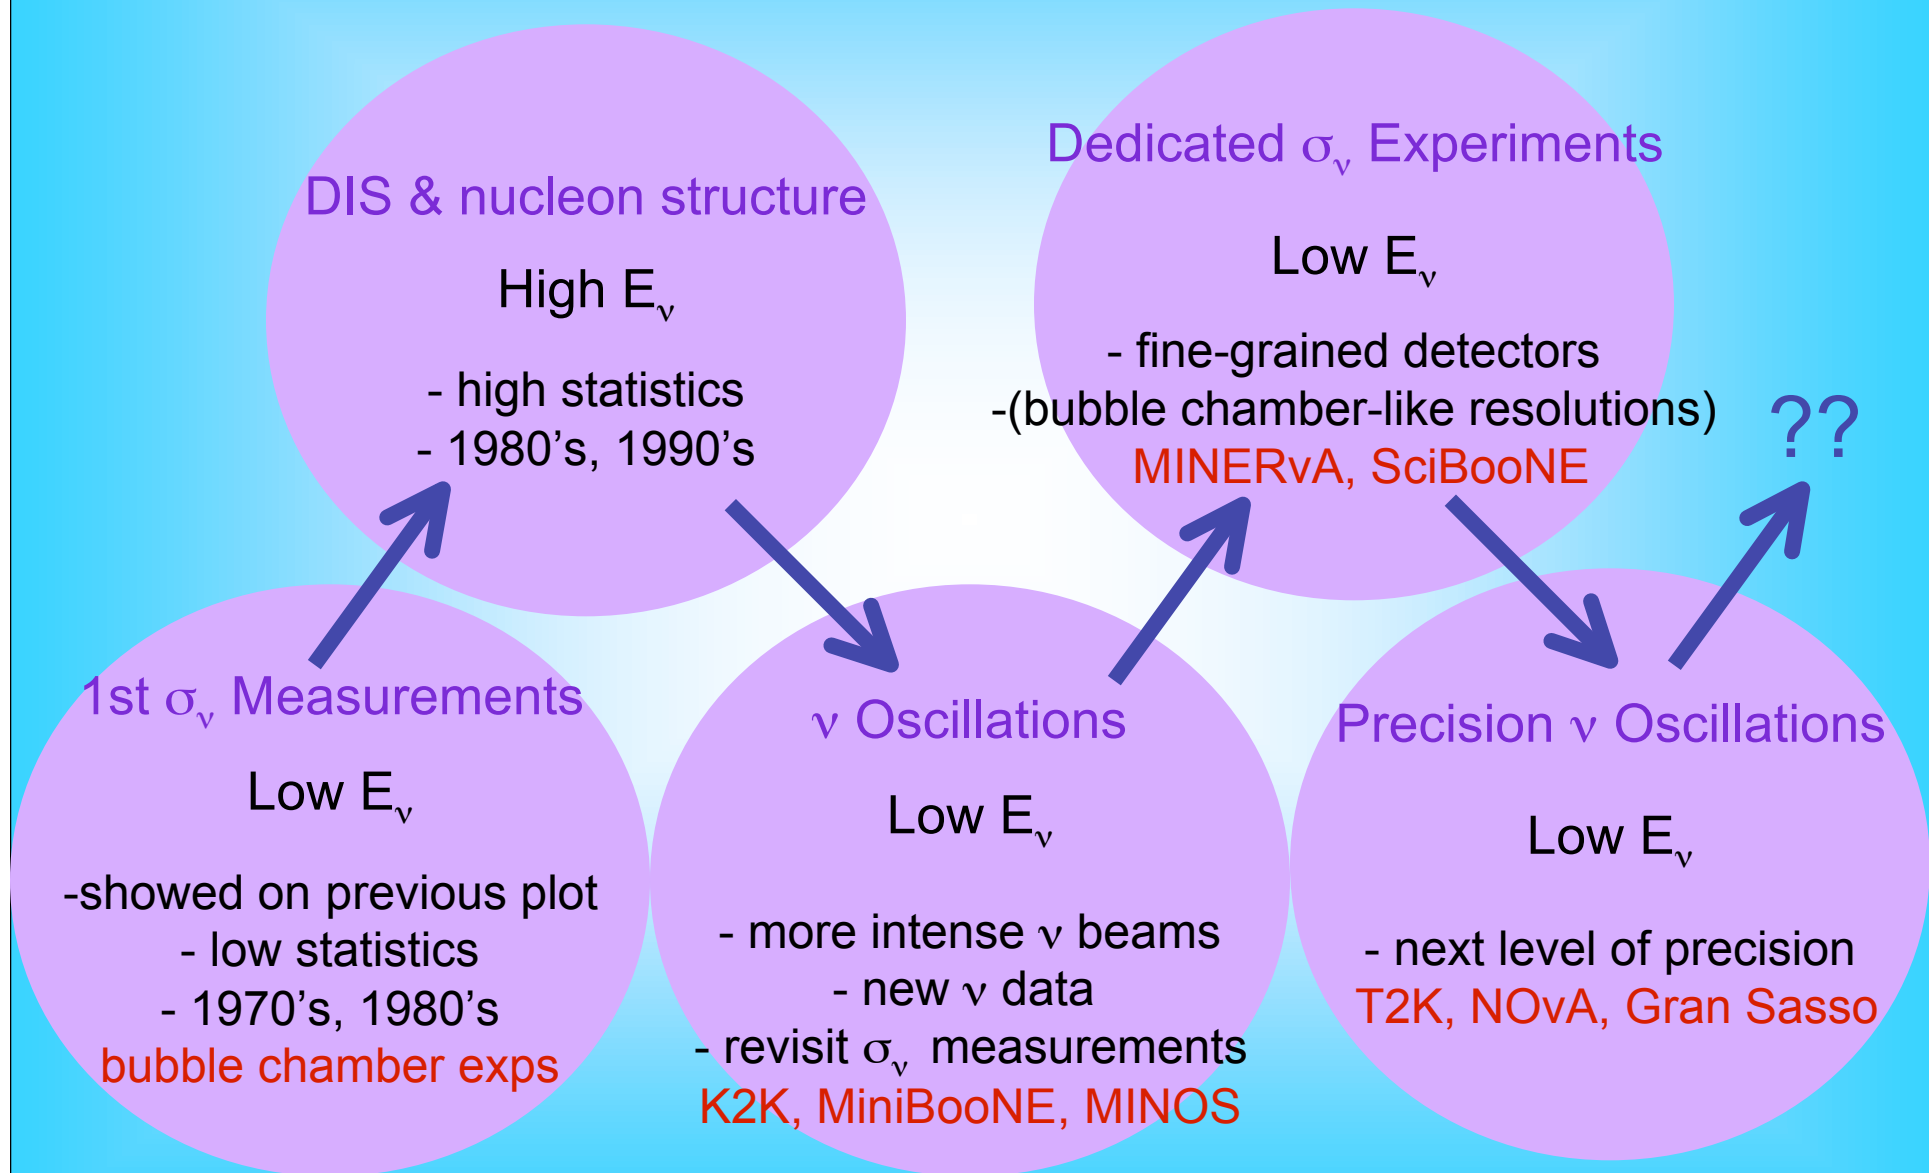 DIS & nucleon structure
High Eν
- high statistics
- 1980’s, 1990’s
Dedicated σν Experiments
Low Eν
- fine-grained detectors
-(bubble chamber-like resolutions)
MINERvA, SciBooNE
??
1st σν Measurements
Low Eν
-showed on previous plot
- low statistics
- 1970’s, 1980’s
bubble chamber exps
ν Oscillations
Low Eν
- more intense ν beams
- new ν data
- revisit σν measurements
K2K, MiniBooNE, MINOS
Precision ν Oscillations
Low Eν
- next level of precision
T2K, NOvA, Gran Sasso